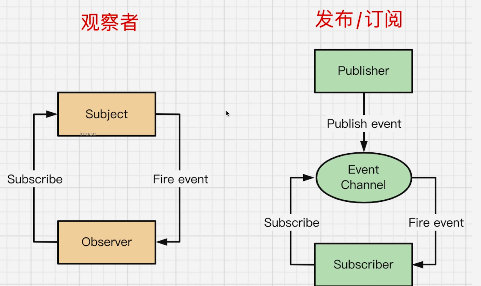 观察者
发布/订阅
Subject
Subscribe
Fire event
Observer
Publisher
Publish event
Event
Channel
Subscribe
Fire event
Subscriber